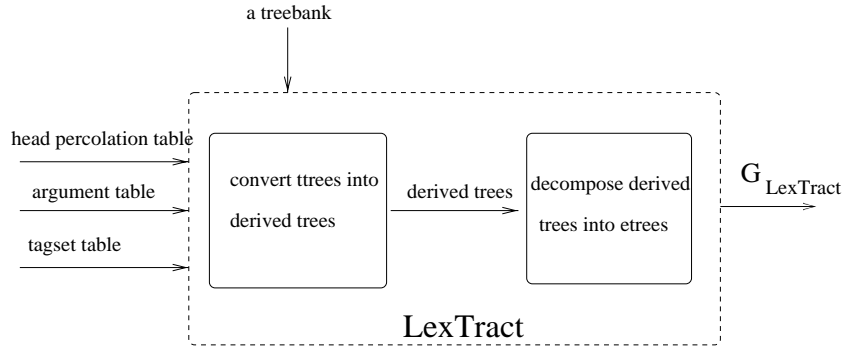 a treebank
head percolation table
argument table
tagset table
convert ttrees into
derived trees
derived trees
decompose derived
trees into etrees
G LexTract
LexTract